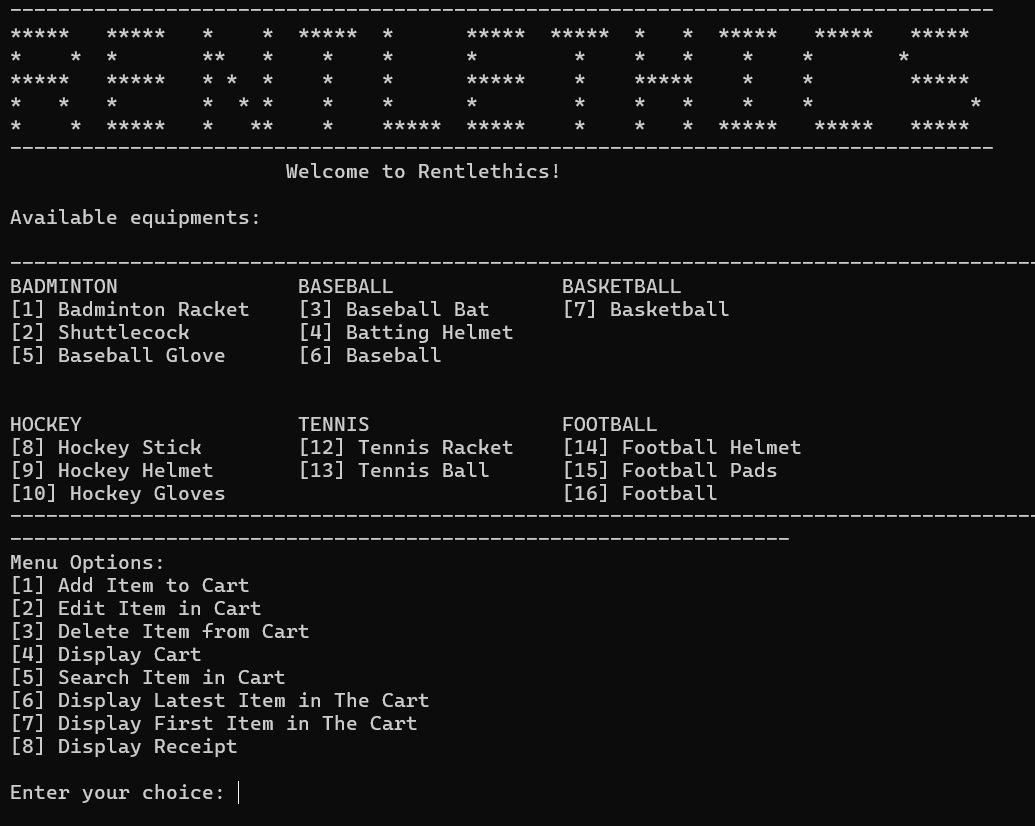 RENTLETHICS
Welcome to Rentlethics!
Available equipments:
BADMINTON BASEBALL BASKETBALL
[1] Badminton Racket [3] Baseball Bat [7] Basketball
[2] Shuttlecock [4] Batting Helmet
[5] Baseball Glove [6] Baseball
HOCKEY TENNIS FOOTBALL
[8] Hockey Stick [12] Tennis Racket [14] Football Helmet
[9] Hockey Helmet [13] Tennis Ball [15] Football Pads
[10] Hockey Gloves [16] Football
Menu Options:
[1] Add Item to Cart
[2] Edit Item in Cart
[3] Delete Item from Cart
[4] Display Cart
[5] Search Item in Cart
[6] Display Latest Item in The Cart
[7] Display First Item in The Cart
[8] Display Receipt
Enter your choice: